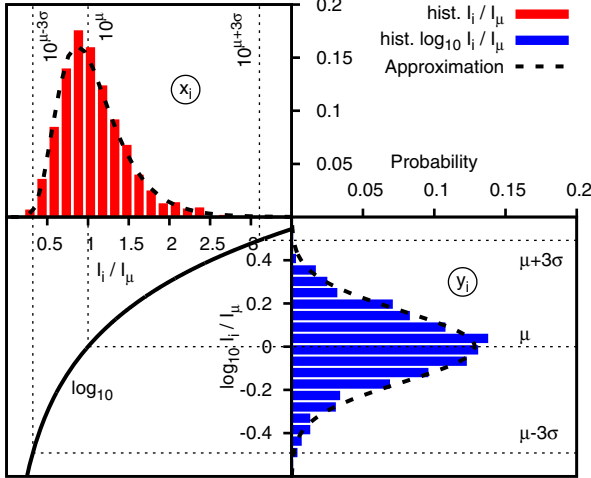 10^μ-3σ
10^μ
10^μ+3σ
x_i
0.2
0.15
0.1
0.05
hist. I_i / I_μ
hist. log_10 I_i / I_μ
Approximation
Probability
0.05
0.1
0.15
0.2
0.5
1
1.5
2
2.5
3
I_i / I_μ
log_10
log_10 I_i / I_μ
0.4
0.2
0
-0.2
-0.4
y_i
μ+3σ
μ
μ-3σ